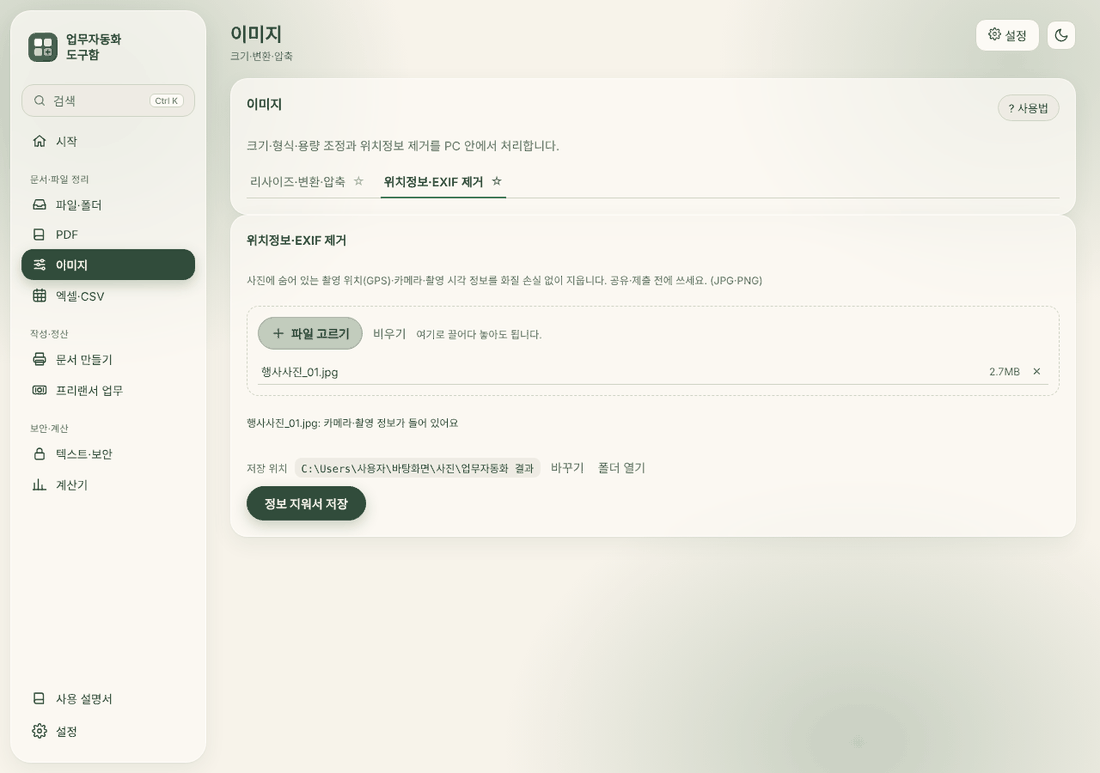 업무자동화
도구함
검색
Ctrl K
시작
문서·파일 정리
파일·폴더
PDF
이미지
엑셀·CSV
작성·정산
문서 만들기
프리랜서 업무
보안·계산
텍스트·보안
계산기
사용 설명서
설정
이미지
크기·변환·압축
설정
이미지
? 사용법
크기·형식·용량 조정과 위치정보 제거를 PC 안에서 처리합니다.
리사이즈·변환·압축 ☆ 위치정보·EXIF 제거 ☆
위치정보·EXIF 제거
사진에 숨어 있는 촬영 위치(GPS)·카메라·촬영 시각 정보를 화질 손실 없이 지웁니다. 공유·제출 전에 쓰세요. (JPG·PNG)
+ 파일 고르기 비우기 여기로 끌어다 놓아도 됩니다.
행사사진_01.jpg 2.7MB ×
행사사진_01.jpg: 카메라·촬영 정보가 들어 있어요
저장 위치 C:\Users\사용자\바탕화면\사진\업무자동화 결과 바꾸기 폴더 열기
정보 지워서 저장